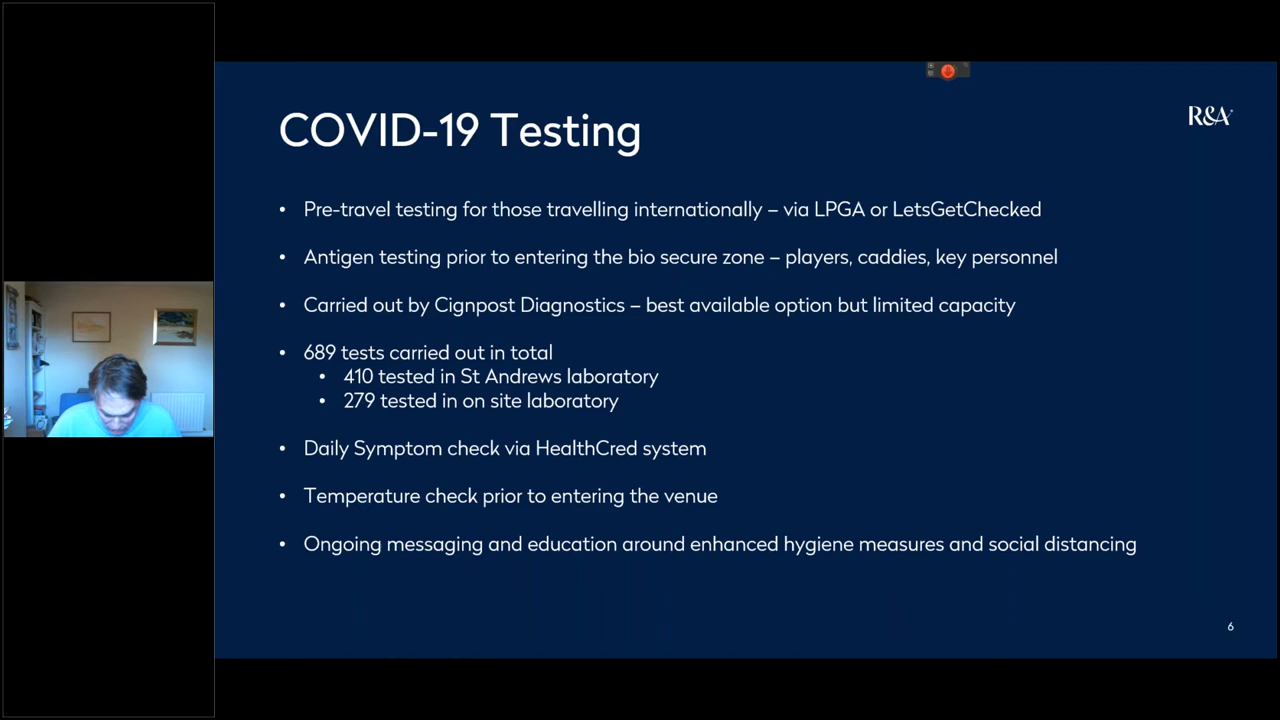 COVID-19 Testing
R&A
• Pre-travel testing for those travelling internationally – via LPGA or LetsGetChecked
• Antigen testing prior to entering the bio secure zone – players, caddies, key personnel
• Carried out by Cignpost Diagnostics – best available option but limited capacity
• 689 tests carried out in total
• 410 tested in St Andrews laboratory
• 279 tested in on site laboratory
• Daily Symptom check via HealthCred system
• Temperature check prior to entering the venue
• Ongoing messaging and education around enhanced hygiene measures and social distancing
6